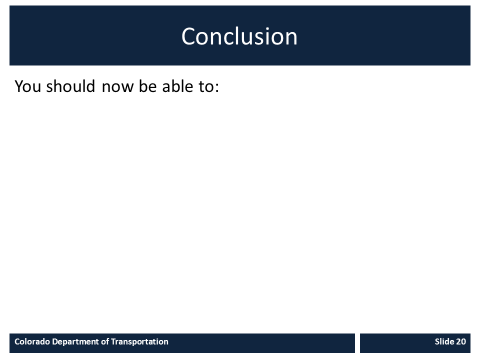 Conclusion
You should now be able to:
Colorado Department of Transportation
Slide 20